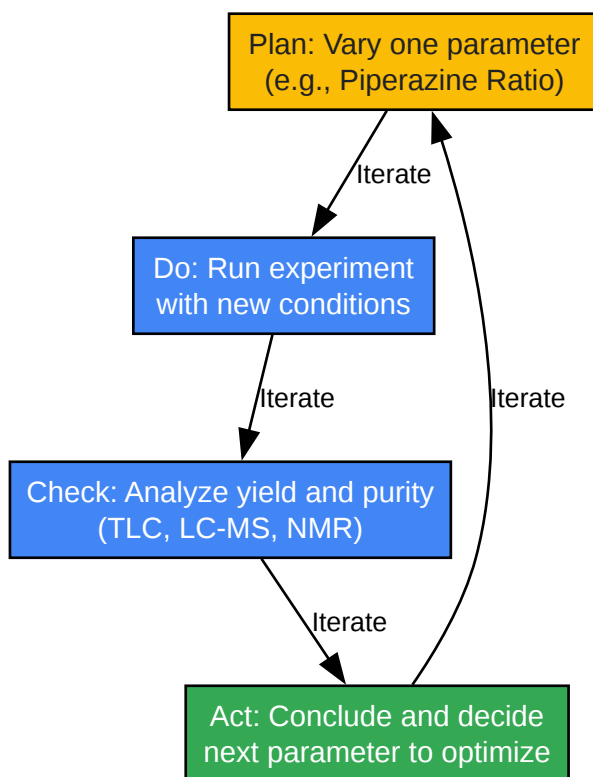 Plan: Vary one parameter
(e.g., Piperazine Ratio)
Iterate
Do: Run experiment
with new conditions
Iterate
Iterate
Check: Analyze yield and purity
(TLC, LC-MS, NMR)
Iterate
Act: Conclude and decide
next parameter to optimize